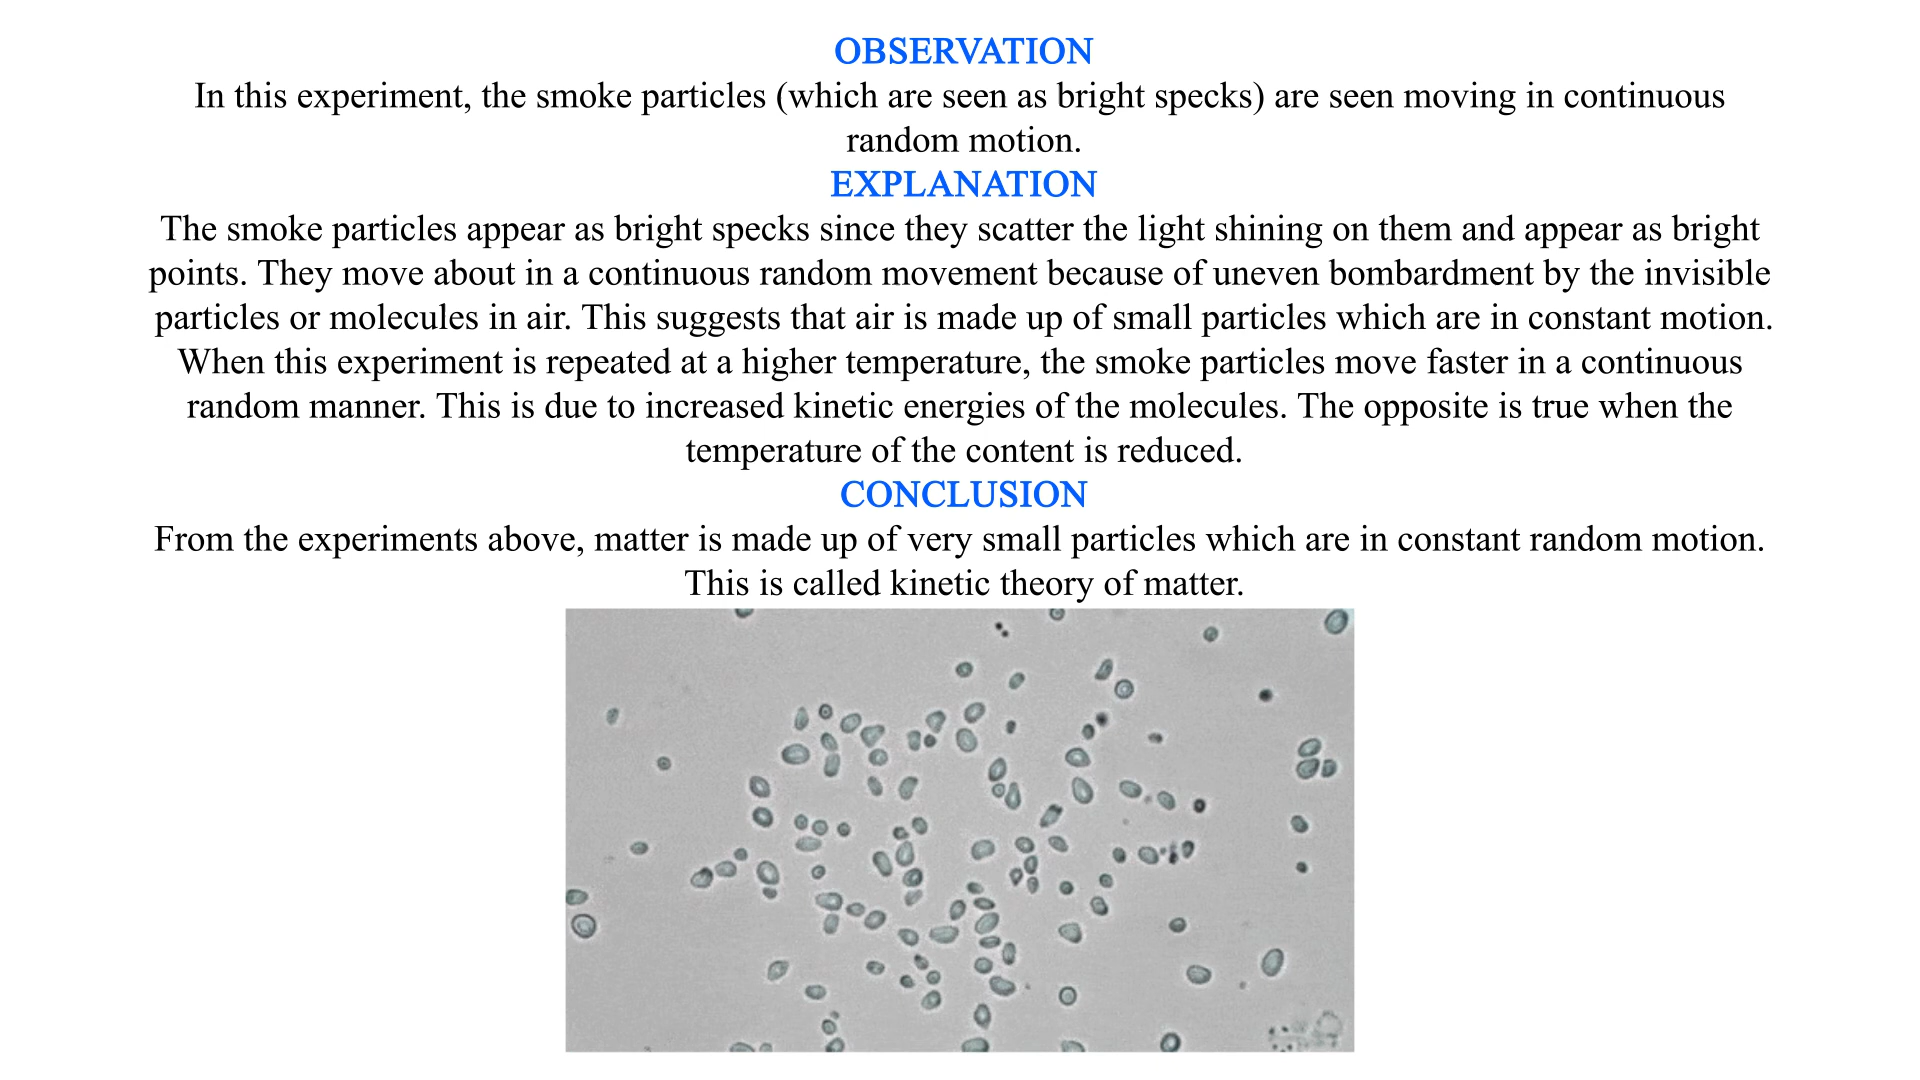 OBSERVATION
In this experiment, the smoke particles (which are seen as bright specks) are seen moving in continuous
random motion.
EXPLANATION
The smoke particles appear as bright specks since they scatter the light shining on them and appear as bright
points. They move about in a continuous random movement because of uneven bombardment by the invisible
particles or molecules in air. This suggests that air is made up of small particles which are in constant motion.
When this experiment is repeated at a higher temperature, the smoke particles move faster in a continuous
random manner. This is due to increased kinetic energies of the molecules. The opposite is true when the
temperature of the content is reduced.
CONCLUSION
From the experiments above, matter is made up of very small particles which are in constant random motion.
This is called kinetic theory of matter.